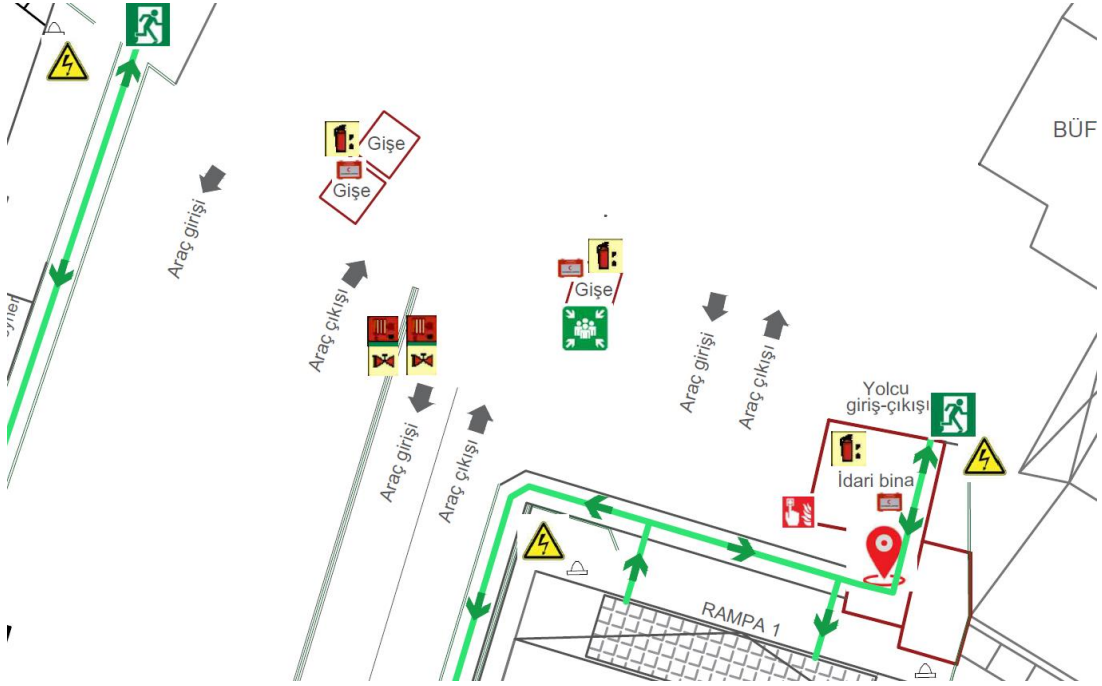 Gişe
Gişe
BÜF
Araç girişi
Araç çıkışı
Gişe
Araç girişi
Araç çıkışı
Araç girişi
Araç çıkışı
Yolcu
giriş-çıkışı
İdari bina
RAMPA 1